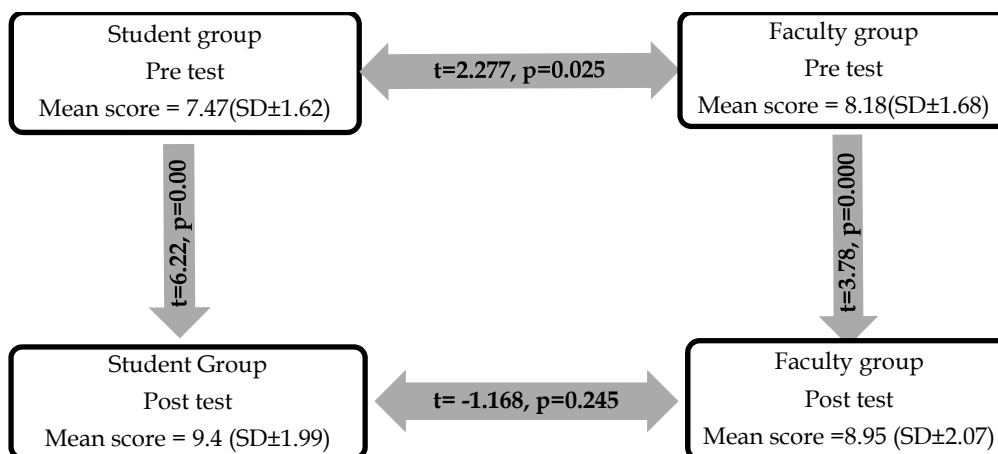 Student group
Pre test
Mean score = 7.47(SD±1.62)
t=2.277, p=0.025
Faculty group
Pre test
Mean score = 8.18(SD±1.68)
t=6.22, p=0.00
t=3.78, p=0.000
Student Group
Post test
Mean score = 9.4 (SD±1.99)
t= -1.168, p=0.245
Faculty group
Post test
Mean score =8.95 (SD±2.07)